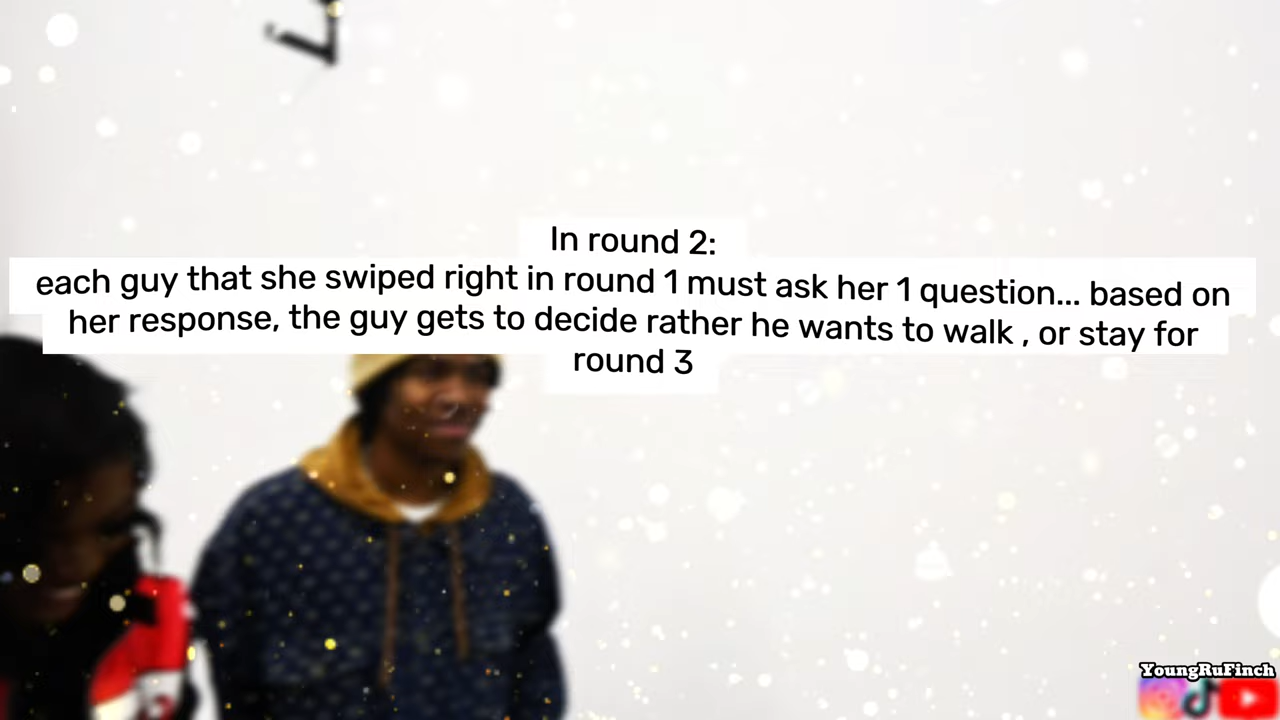 In round 2:
each guy that she swiped right in round 1 must ask her 1 question... based on
her response, the guy gets to decide rather he wants to walk , or stay for
round 3
YoungRuFinch